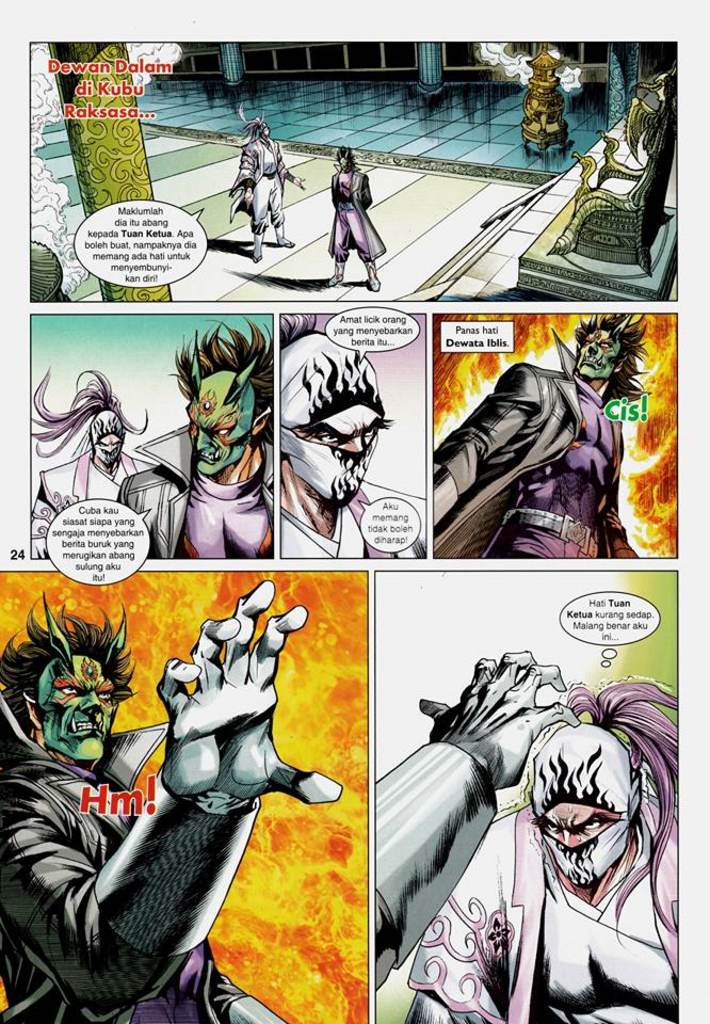 Dewan Dalam
di Kubu
Raksasa...
Maklumlah
dia itu abang
kepada Tuan Ketua. Apa
boleh buat, nampaknya dia
memang ada hati untuk
menyembunyi-
kan diri!
Cuba kau
siasat siapa yang
sengaja menyebarkan
berita buruk yang
merugikan abang
itu!
Amat licik orang
yang menyebarkan
berita itu...
Aku
memang
tidak boleh
diharap!
Panas hati
Dewata Iblis.
Cis!
24
Hm!
Hati Tuan
Ketua kurang sedap.
Malang benar aku
ini...